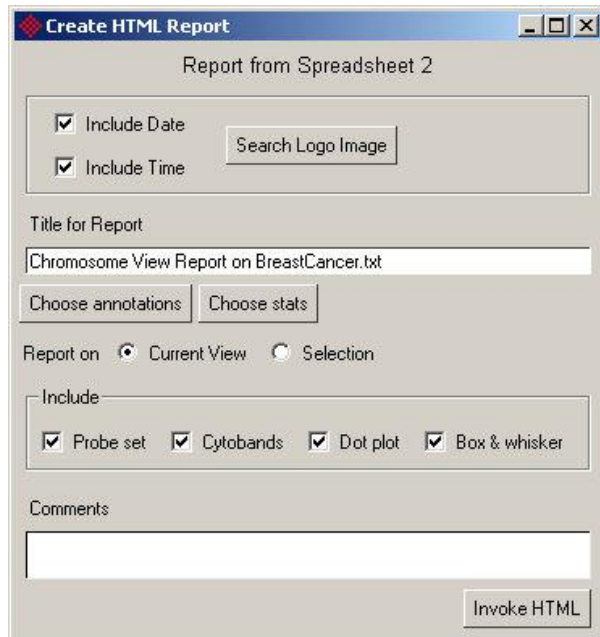 Create HTML Report
Report from Spreadsheet 2
Include Date
Search Logo Image
Include Time
Title for Report
Chromosome View Report on BreastCancer.txt
Choose annotations Choose stats
Report on Current View Selection
Include
Probe set Cytobands Dot plot Box & whisker
Comments
Invoke HTML